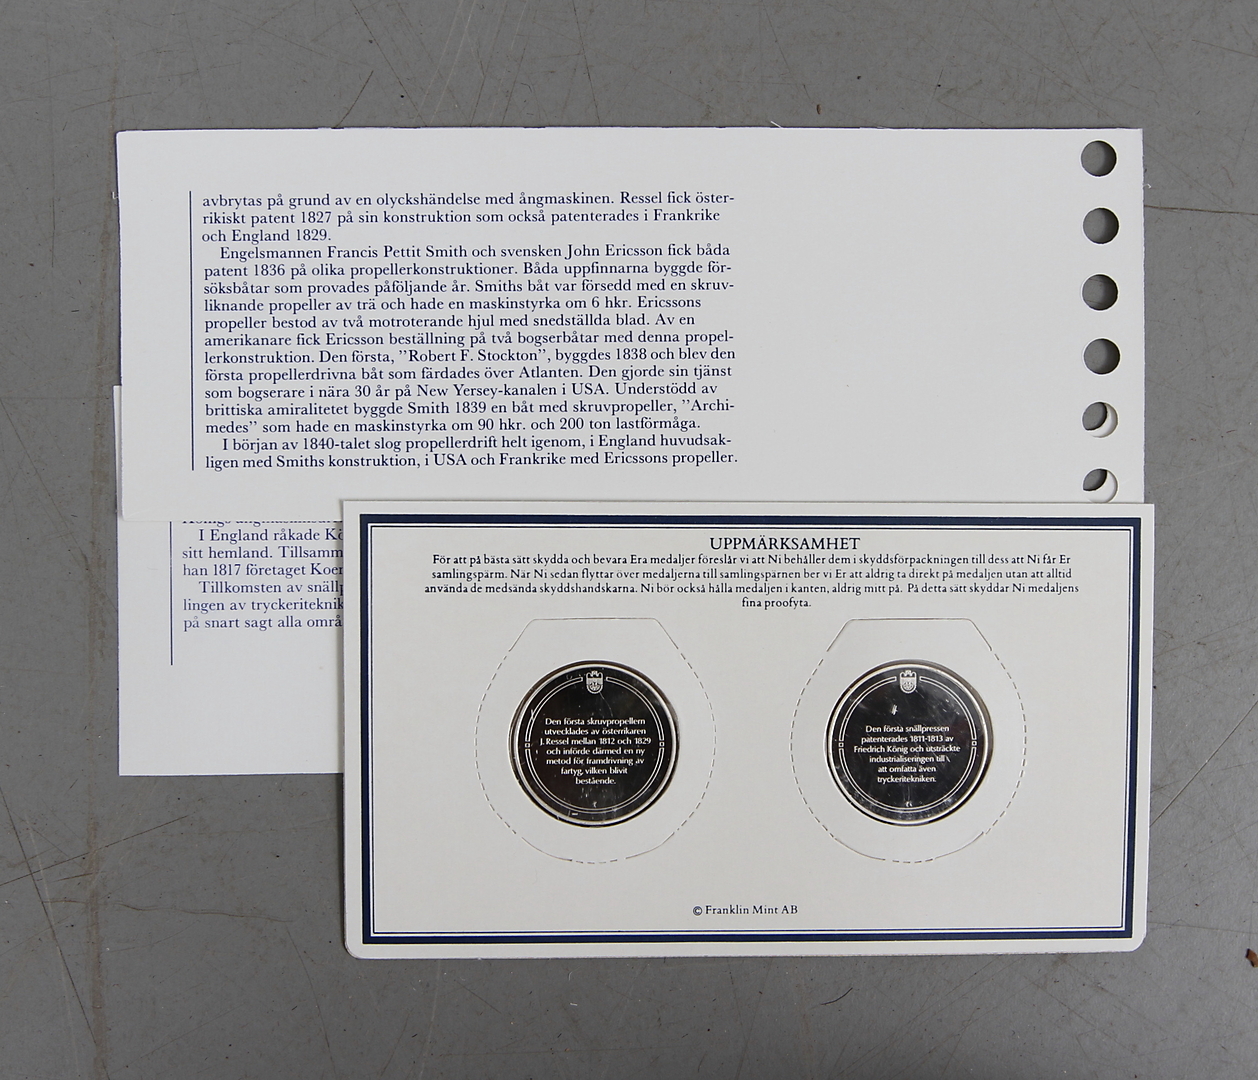 avbrytas på grund av en olyckshändelse med ångmaskinen. Ressel fick öster-
rikiskt patent 1827 på sin konstruktion som också patenterades i Frankrike
och England 1829.
Engelsmannen Francis Pettit Smith och svensken John Ericsson fick båda
patent 1836 på olika propellerkonstruktioner. Båda uppfinnarna byggde för-
söksbåtar som provades påföljande år. Smiths båt var försedd med en skruv-
liknande propeller av trä och hade en maskinstyrka om 6 hkr. Ericssons
propeller bestod av två motroterande hjul med snedställda blad. Av en
amerikanare fick Ericsson beställning på två bogserbåtar med denna propel-
lerkonstruktion. Den första, ”Robert F. Stockton”, byggdes 1838 och blev den
första propellerdrivna båt som färdades över Atlanten. Den gjorde sin tjänst
som bogserare i nära 30 år på New Yersey-kanalen i USA. Understödd av
brittiska amiralitetet byggde Smith 1839 en båt med skruvpropeller, ”Archi-
medes” som hade en maskinstyrka om 90 hkr. och 200 ton lastförmåga.
I början av 1840-talet slog propellerdrift helt igenom, i England huvudsak-
ligen med Smiths konstruktion, i USA och Frankrike med Ericssons propeller.
I England råkade Kö
sitt hemland. Tillsamm
han 1817 företaget Koer
Tillkomsten av snällp
lingen av tryckeriteknik
på snart sagt alla områ
UPPMÄRKSAMHET
För att på bästa sätt skydda och bevara Era medaljer föreslår vi att Ni behåller dem i skyddsförpackningen till dess att Ni får Er
samlingspärm. När Ni sedan flyttar över medaljerna till samlingspärnen ber vi Er att aldrig ta direkt på medaljen utan att alltid
använda de medsända skyddshandskarna. Ni bör också hålla medaljen i kanten, aldrig mitt på. På detta sätt skyddar Ni medaljens
fina proofyta.
Den första skruvpropellern
utvecklades av österrikaren
J. Ressel mellan 1812 och 1829
och införde därmed en ny
metod för framdrivning av
fartyg, vilken blivit
bestående.
Den första snällpressen
patenterades 1811-1813 av
Friedrich König och utsträckte
industrialiseringen till
att omfatta även
tryckeritekniken.
© Franklin Mint AB